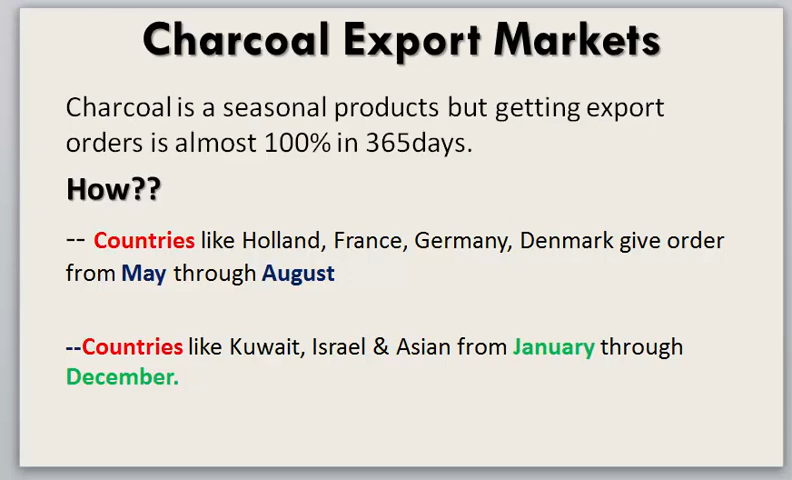 Charcoal Export Markets
Charcoal is a seasonal products but getting export
orders is almost 100% in 365days.
How??
-- Countries like Holland, France, Germany, Denmark give order
from May through August
--Countries like Kuwait, Israel & Asian from January through
December.